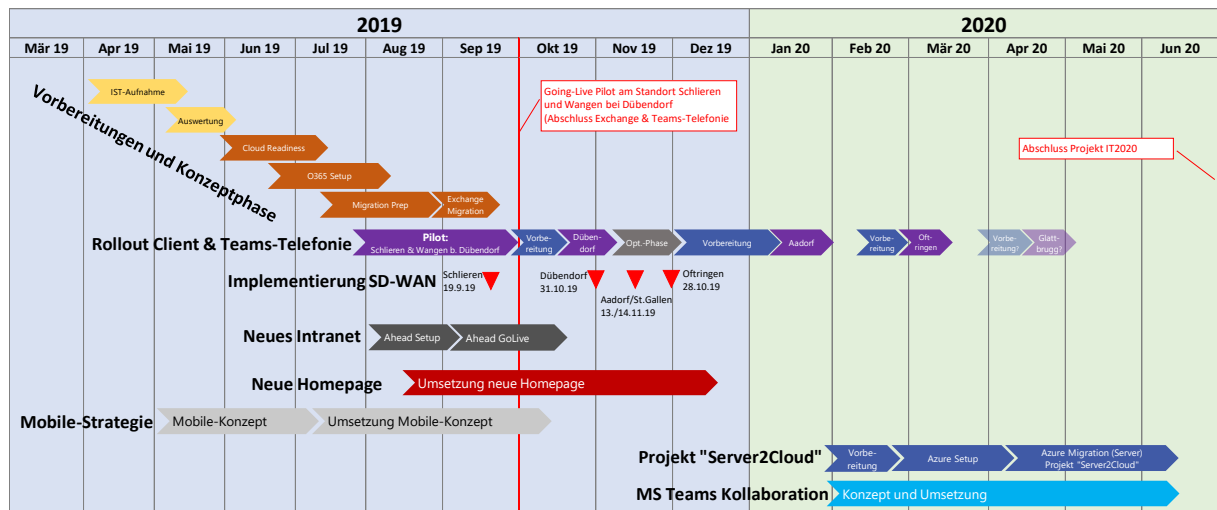 2019
2020
Mär 19
Apr 19
Mai 19
Jun 19
Jul 19
Aug 19
Sep 19
Okt 19
Nov 19
Dez 19
Jan 20
Feb 20
Mär 20
Apr 20
Mai 20
Jun 20
Vorbereitungen und Konzeptphase
IST-Aufnahme
Auswertung
Cloud Readiness
O365 Setup
Migration Prep
Exchange
Migration
Going-Live Pilot am Standort Schlieren
und Wangen bei Dübendorf
(Abschluss Exchange & Teams-Telefonie
Abschluss Projekt IT2020
Rollout Client & Teams-Telefonie
Pilot:
Schlieren & Wangen b. Dübendorf
Vorbe-
reitung
Düben-
dorf
Opt.-Phase
Vorbereitung
Aadorf
Vorbe-
reitung
Oft-
ringen
Vorbe-
reitung?
Glatt-
brugg?
Implementierung SD-WAN
Schlieren
19.9.19
Dübendorf
31.10.19
Aadorf/St.Gallen
13./14.11.19
Oftringen
28.10.19
Neues Intranet
Ahead Setup
Ahead GoLive
Neue Homepage
Umsetzung neue Homepage
Mobile-Strategie
Mobile-Konzept
Umsetzung Mobile-Konzept
Projekt "Server2Cloud"
Vorbe-
reitung
Azure Setup
Azure Migration (Server)
Projekt "Server2Cloud"
MS Teams Kollaboration
Konzept und Umsetzung